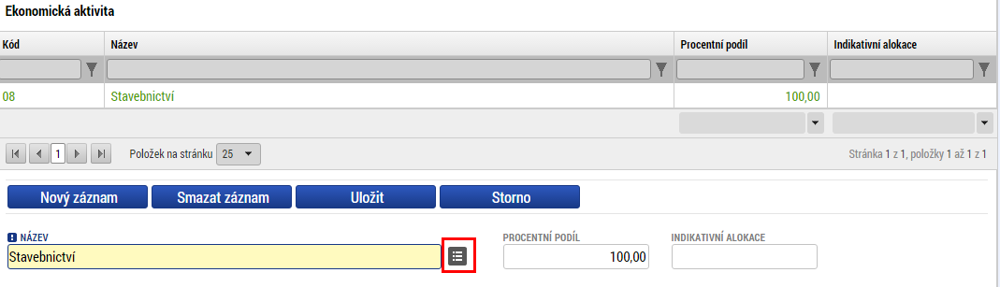 Ekonomická aktivita
Kód Název Procentní podíl Indikativní alokace
08 Stavebnictví 100,00
1 Položek na stránku 25 Stránka 1 z 1, položky 1 až 1 z 1
Nový záznam Smazat záznam Uložit Storno
NÁZEV PROCENTNÍ PODÍL INDIKATIVNÍ ALOKACE
Stavebnictví 100,00